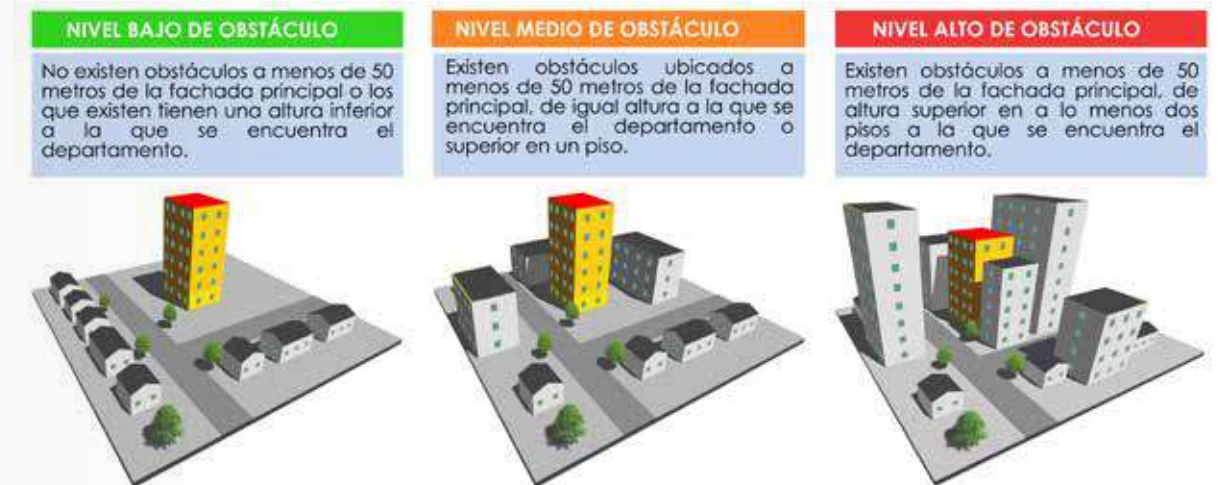 NIVEL BAJO DE OBSTÁCULO
No existen obstáculos a menos de 50
metros de la fachada principal o los
que existen tienen una altura inferior
a la que se encuentra el
departamento.
NIVEL MEDIO DE OBSTÁCULO
Existen obstáculos ubicados a
menos de 50 metros de la fachada
principal, de igual altura a la que se
encuentra el departamento o
superior en un piso.
NIVEL ALTO DE OBSTÁCULO
Existen obstáculos a menos de 50
metros de la fachada principal, de
altura superior en a lo menos dos
pisos a la que se encuentra el
departamento.